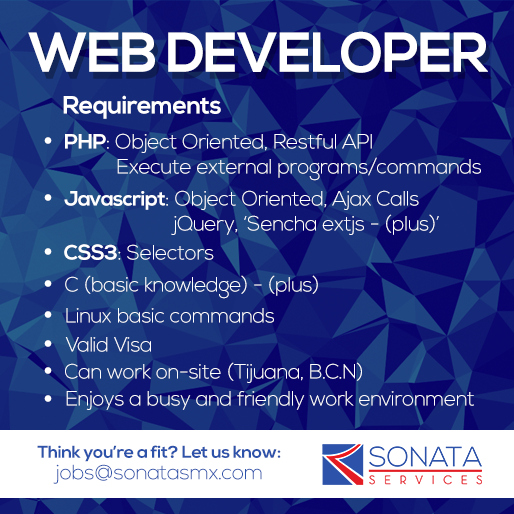 WEB DEVELOPER
Requirements
• PHP: Object Oriented, Restful API
Execute external programs/commands
• Javascript: Object Oriented, Ajax Calls
jQuery, ‘Sencha extjs - (plus)’
• CSS3: Selectors
• C (basic knowledge) - (plus)
• Linux basic commands
• Valid Visa
• Can work on-site (Tijuana, B.C.N)
• Enjoys a busy and friendly work environment
Think you’re a fit? Let us know:
jobs@sonatasmx.com
SONATA
SERVICES